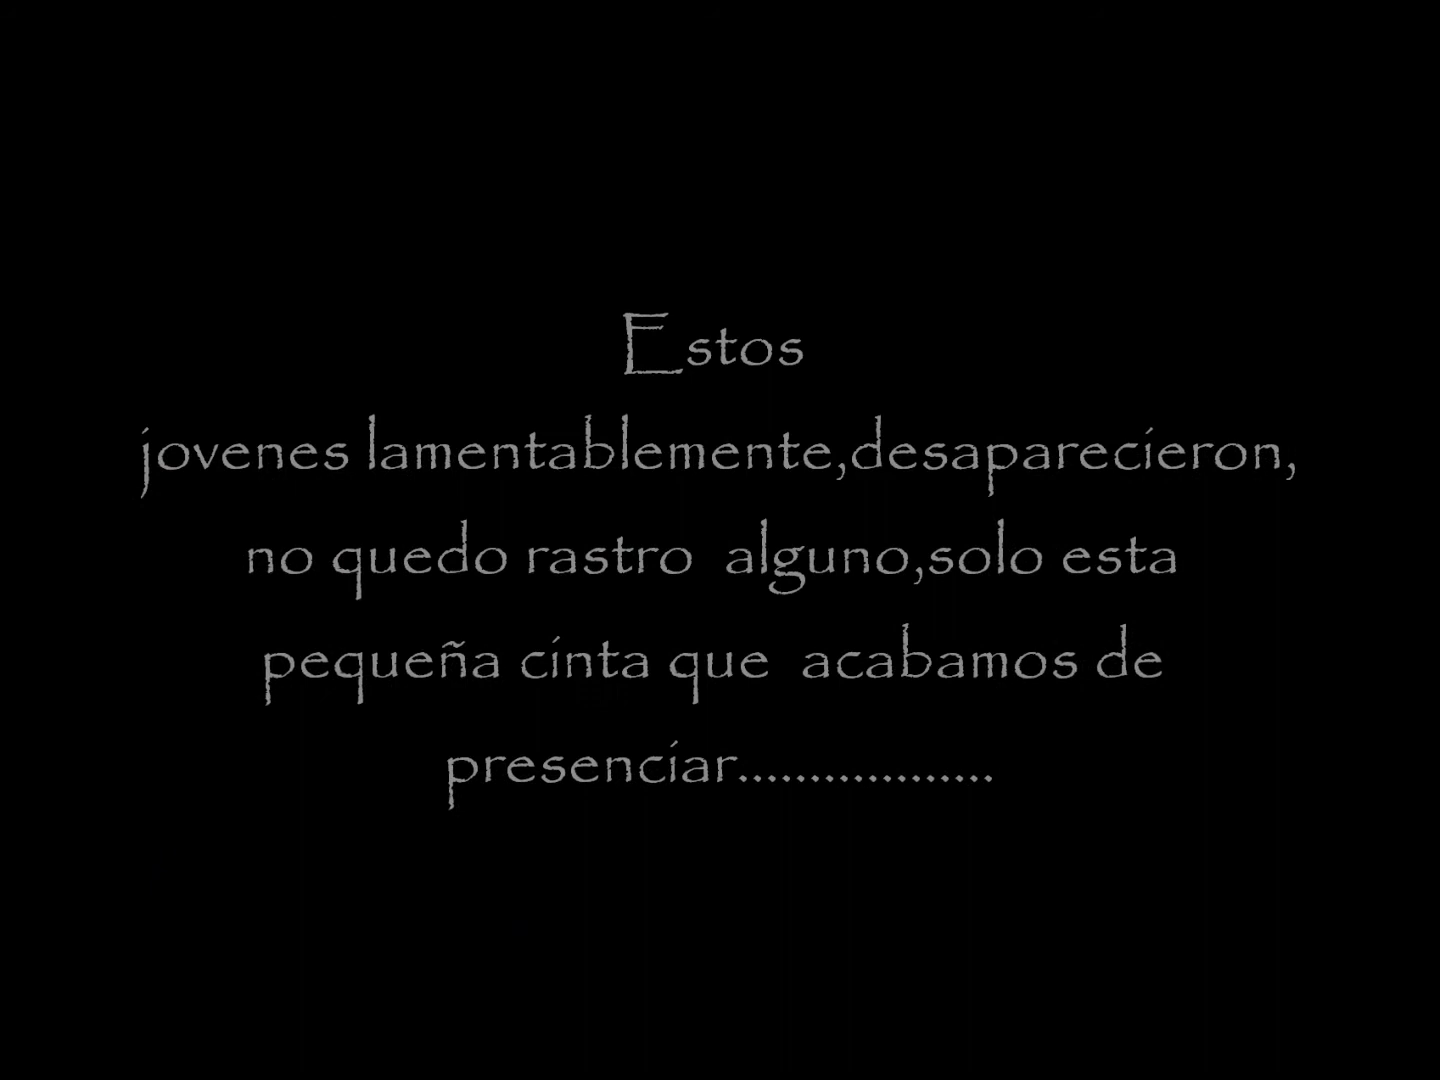 Estos
jovenes lamentablemente,desaparecieron,
no quedo rastro  alguno,solo esta
pequeña cinta que  acabamos de
presenciar..................